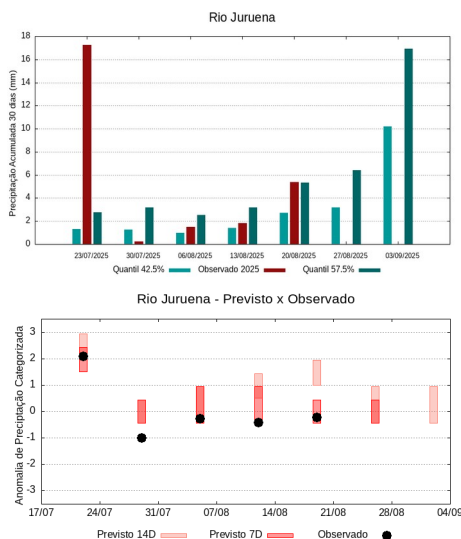 Rio Juruena
Precipitação Acumulada 30 dias (mm)
18
16
14
12
10
8
6
4
2
0
23/07/2025 30/07/2025 06/08/2025 13/08/2025 20/08/2025 27/08/2025 03/09/2025
Quantil 42.5% Observado 2025 Quantil 57.5%
Rio Juruena - Previsto x Observado
Anomalia de Precipitação Categorizada
3
2
1
0
-1
-2
-3
17/07 24/07 31/07 07/08 14/08 21/08 28/08 04/09
Previsto 14D Previsto 7D Observado